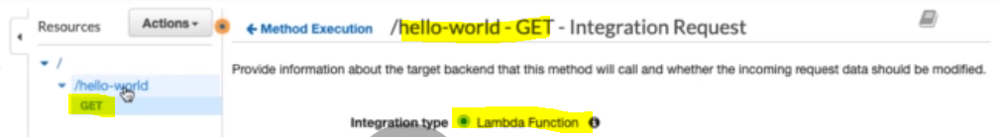 Resources
Actions
/
/hello-world
GET
Method Execution /hello-world - GET - Integration Request
Provide information about the target backend that this method will call and whether the incoming request data should be modified.
Integration type Lambda Function